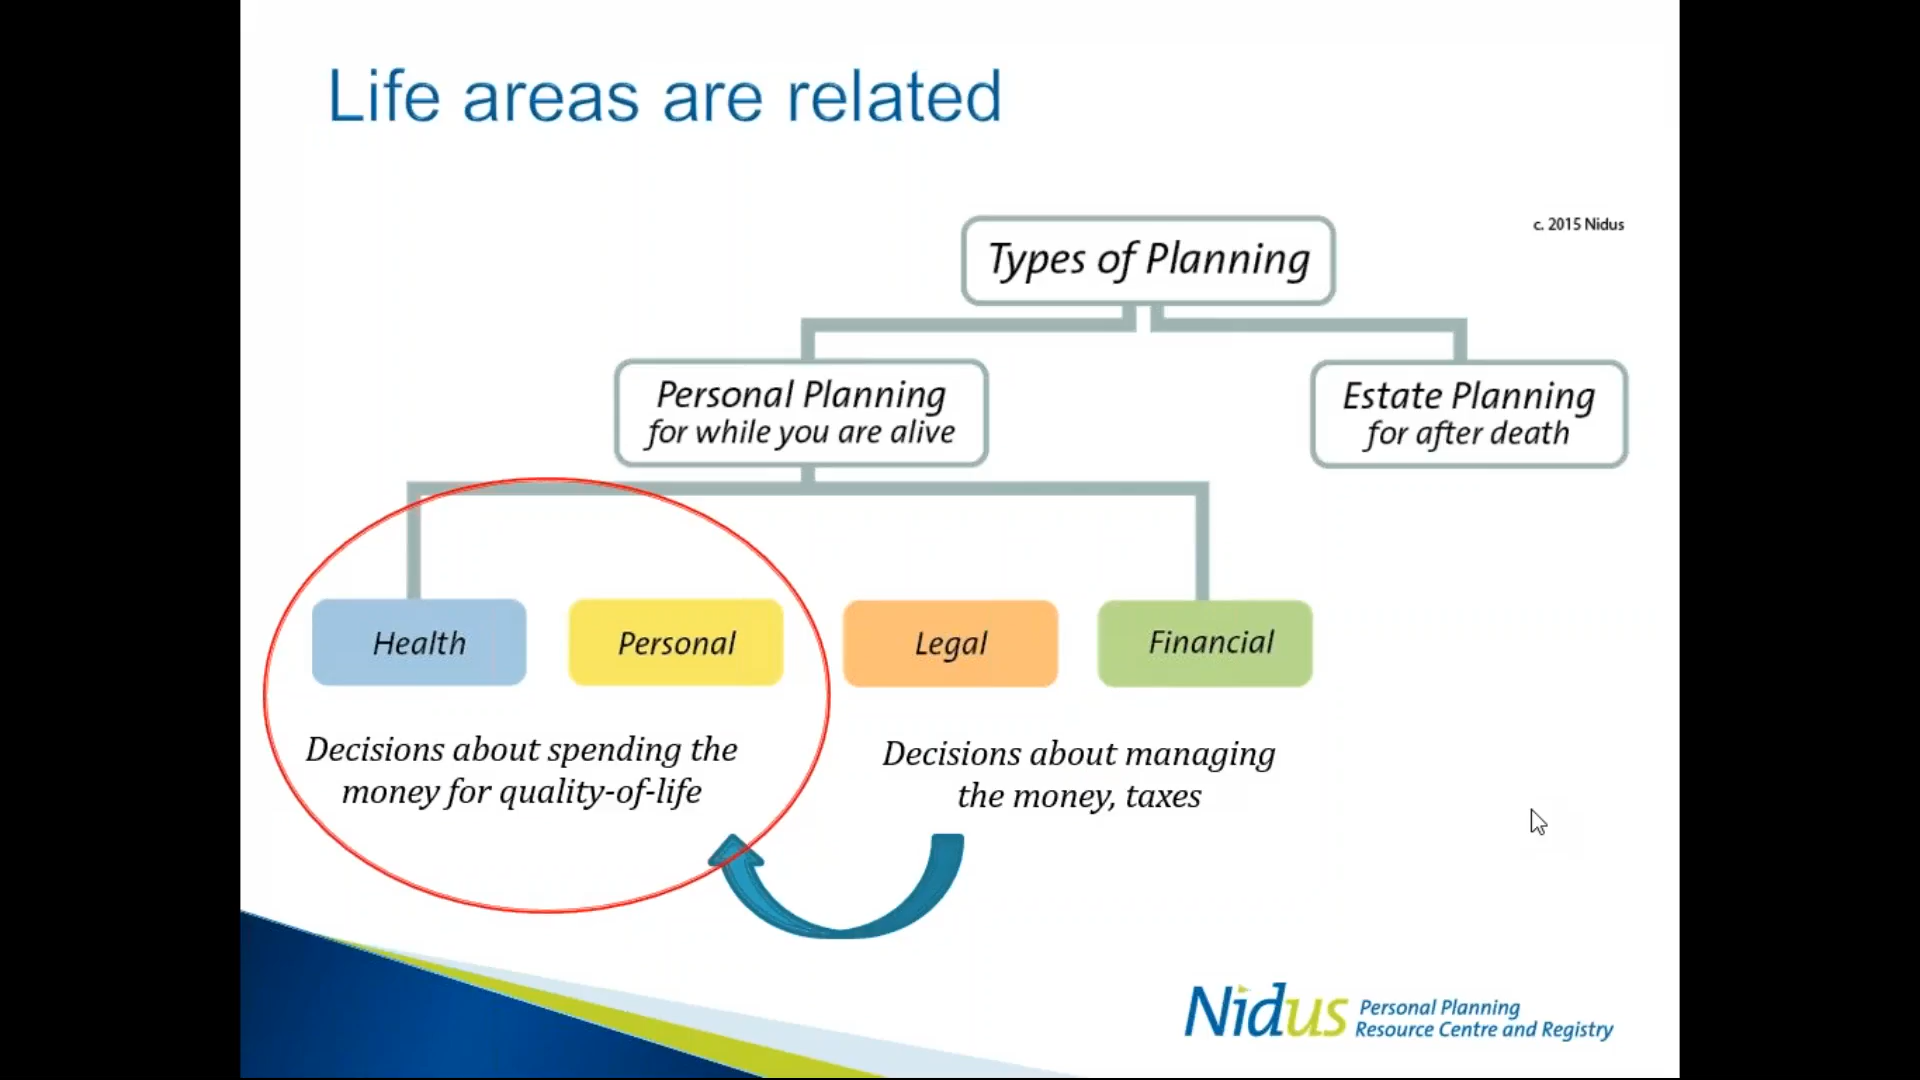 Life areas are related
c. 2015 Nidus
Types of Planning
Personal Planning
for while you are alive
Estate Planning
for after death
Health
Personal
Legal
Financial
Decisions about spending the
money for quality-of-life
Decisions about managing
the money, taxes
Nidus
Personal Planning
Resource Centre and Registry